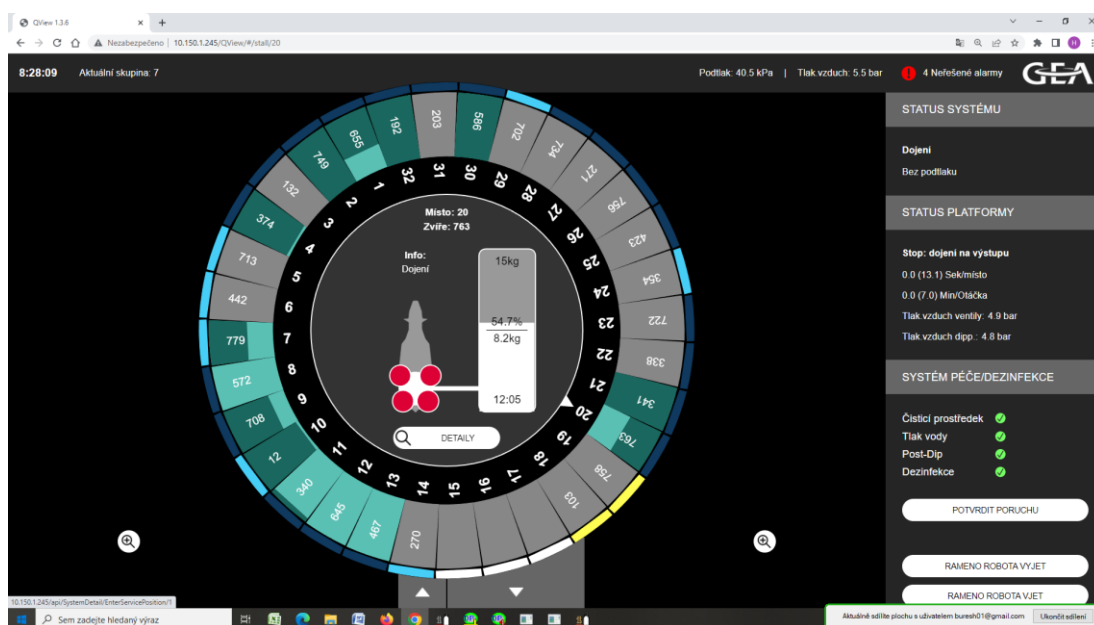 QView 1.3.6
Nezabezpečeno | 10.150.1.245/QView/#/stall/20
H
8:28:09 Aktuální skupina: 7
Podtlak: 40.5 kPa | Tlak vzduch: 5.5 bar
4 Neřešené alarmy
GEA
STATUS SYSTÉMU
Dojení
Bez podtlaku
STATUS PLATFORMY
Stop: dojeni na výstupu
0.0 (13.1) Sek/místo
0.0 (7.0) Min/Otáčka
Tlak vzduch ventily: 4.9 bar
Tlak vzduch dipp.: 4.8 bar
SYSTÉM PÉČE/DEZINFEKCE
Čisticí prostředek
Tlak vody
Post-Dip
Dezinfekce
POTVRDIT PORUCHU
RAMENO ROBOTA VYJET
RAMENO ROBOTA VJET
Místo: 20
Zvíře: 763
Info:
Dojení
15kg
54.7%
8.2kg
12:05
DETAILY
655
749
132
374
713
442
779
572
708
12
340
645
467
270
103
758
763
341
338
722
354
423
756
271
734
702
586
203
192
1
2
3
4
5
6
7
8
9
10
11
12
13
14
15
16
17
18
19
20
21
22
23
24
25
26
27
28
29
30
31
32
10.150.1.245/api/SystemDetail/EnterServicePosition/1
Sem zadejte hledaný výraz
Aktuálně sdílíte plochu s uživatelem buresh01@gmail.com
Ukončit sdílení